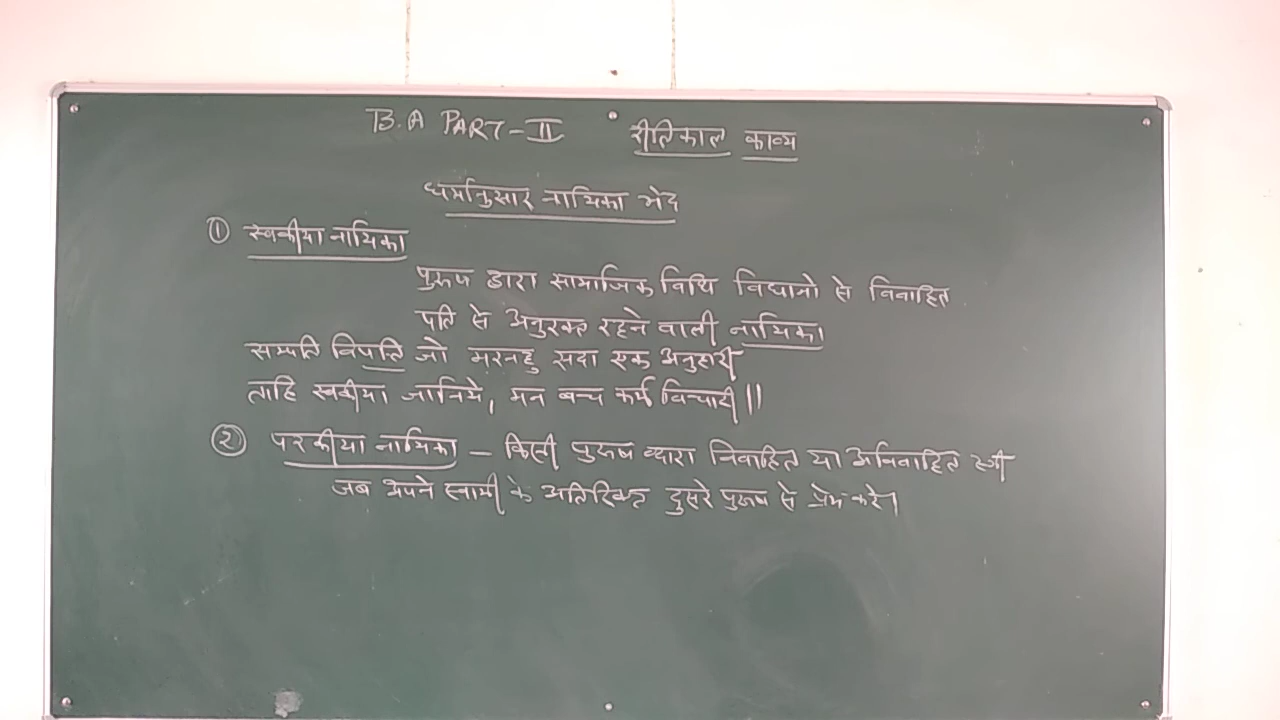 B.A PART-II रीतिकाल काव्य
धर्मानुसार नायिका भेद
① स्वकीया नायिका
पुरूष द्वारा सामाजिक विधि विधानो से विवाहित
पति से अनुरक्त रहने वाली नायिका
सम्पति विपति जो मरनहु सदा एक अनुहारी
ताहि स्वकीया जानिये, मन बच कर्म विचारी ||
② परकीया नायिका – किसी पुरूष व्दारा विवाहित या अविवाहित स्त्री
जब अपने स्वामी के अतिरिक्त दुसरे पुरूष से प्रेम करे।